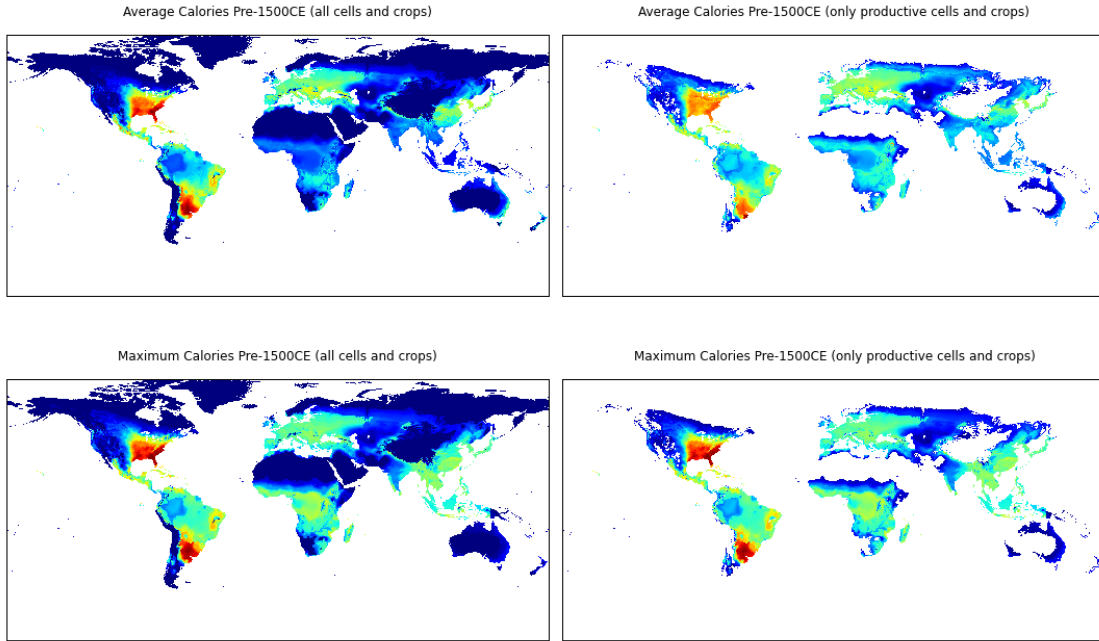 Average Calories Pre-1500CE (all cells and crops)
Average Calories Pre-1500CE (only productive cells and crops)
Maximum Calories Pre-1500CE (all cells and crops)
Maximum Calories Pre-1500CE (only productive cells and crops)